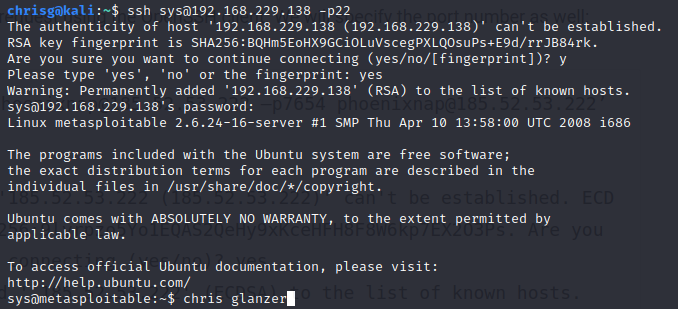 chrisg@kali:~$ ssh sys@192.168.229.138 -p22
The authenticity of host '192.168.229.138 (192.168.229.138)' can't be established.
RSA key fingerprint is SHA256:BQHm5EoHX9GCiOLuVscegPXLQOsuPs+E9d/rrJB84rk.
Are you sure you want to continue connecting (yes/no/[fingerprint])? y
Please type 'yes', 'no' or the fingerprint: yes
Warning: Permanently added '192.168.229.138' (RSA) to the list of known hosts.
sys@192.168.229.138's password:
Linux metasploitable 2.6.24-16-server #1 SMP Thu Apr 10 13:58:00 UTC 2008 i686
The programs included with the Ubuntu system are free software;
the exact distribution terms for each program are described in the
individual files in /usr/share/doc/*/copyright.
Ubuntu comes with ABSOLUTELY NO WARRANTY, to the extent permitted by
applicable law.
To access official Ubuntu documentation, please visit:
http://help.ubuntu.com/
sys@metasploitable:~$ chris glanzer